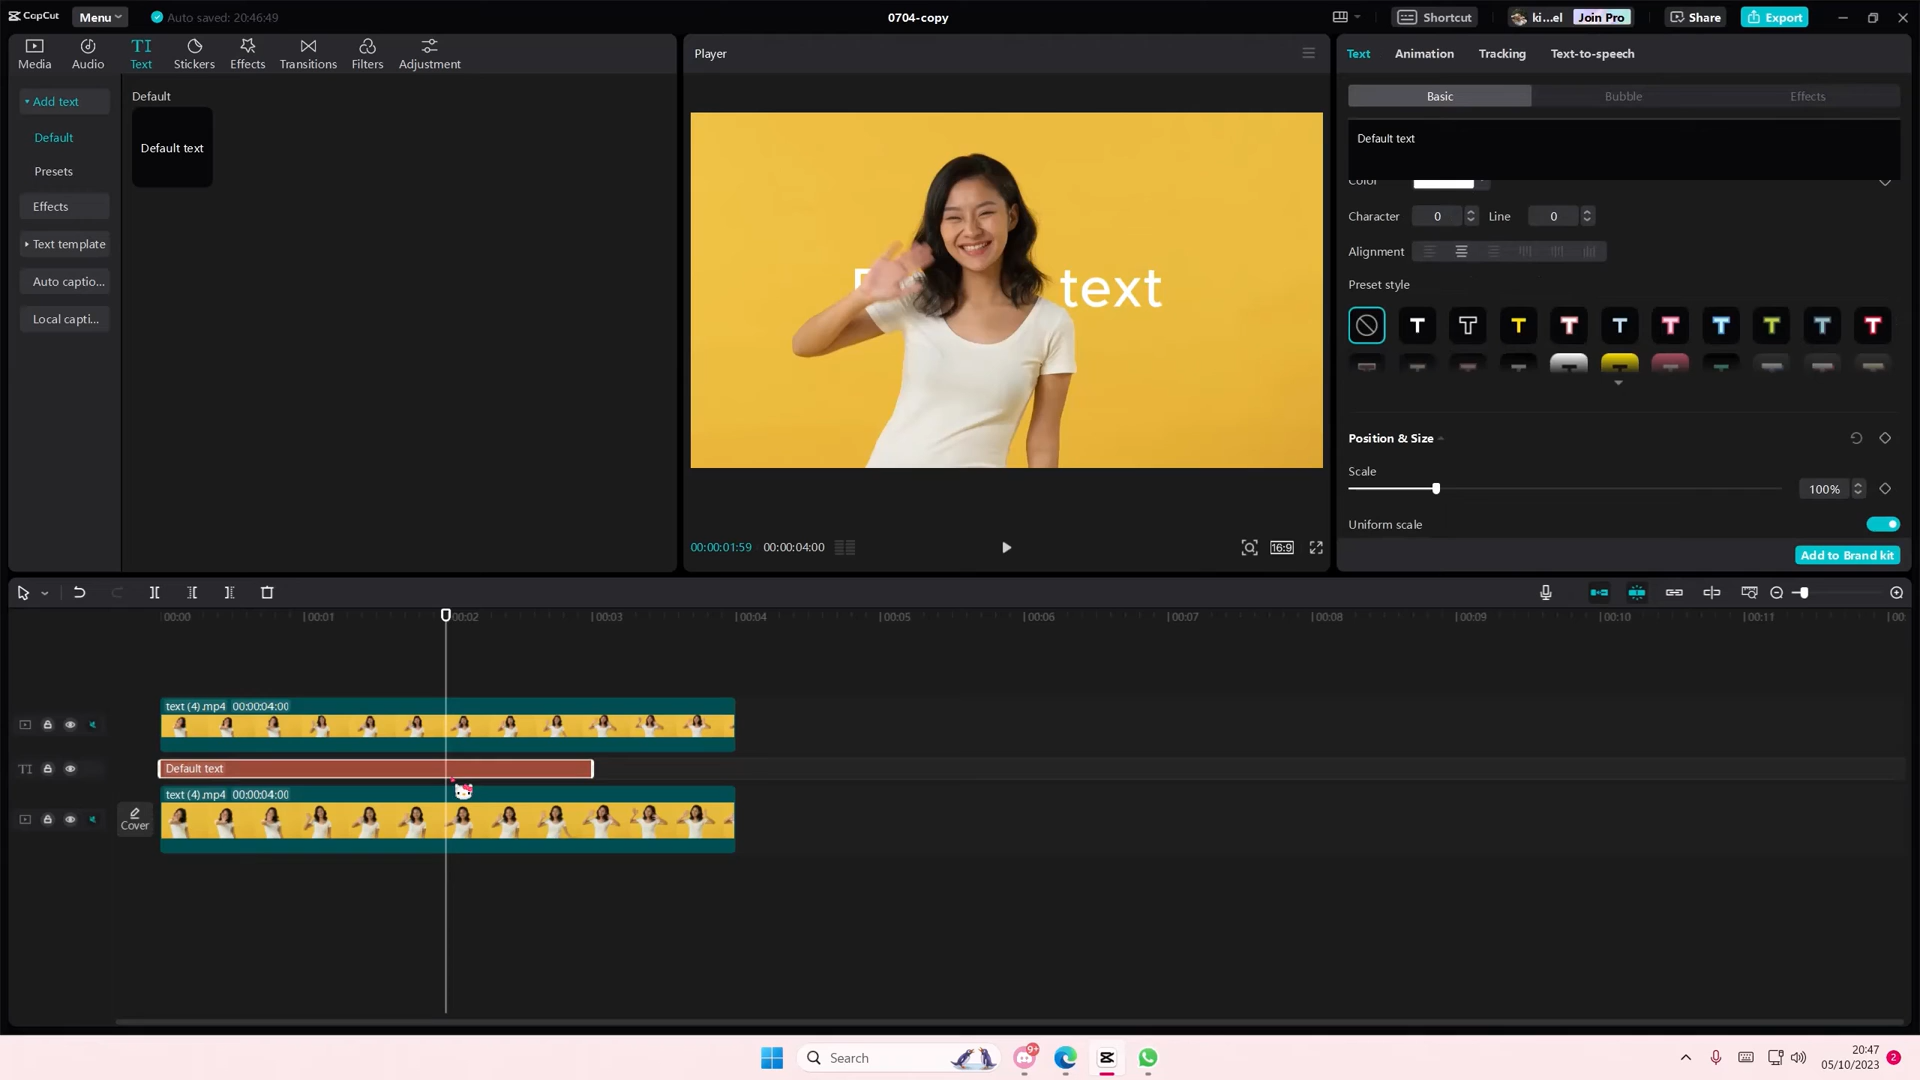 CapCut
Menu
Auto saved: 20:46:49
0704-copy
Shortcut
ki...el
Join Pro
Share
Export
Media
Audio
TI
Text
Stickers
Effects
Transitions
Filters
Adjustment
Add text
Default
Presets
Effects
Text template
Auto captio...
Local capti...
Default
Default text
Player
text
00:00:01:59
00:00:04:00
16:9
Text
Animation
Tracking
Text-to-speech
Basic
Bubble
Effects
Default text
Color
Character
0
Line
0
Alignment
Preset style
T T T T T T T T T T
Position & Size
Scale
100%
Uniform scale
Add to Brand kit
00:00
00:01
00:02
00:03
00:04
00:05
00:06
00:07
00:08
00:09
00:10
00:11
text (4).mp4 00:00:04:00
TI
Default text
text (4).mp4 00:00:04:00
Cover
Search
9+
20:47
05/10/2023
2